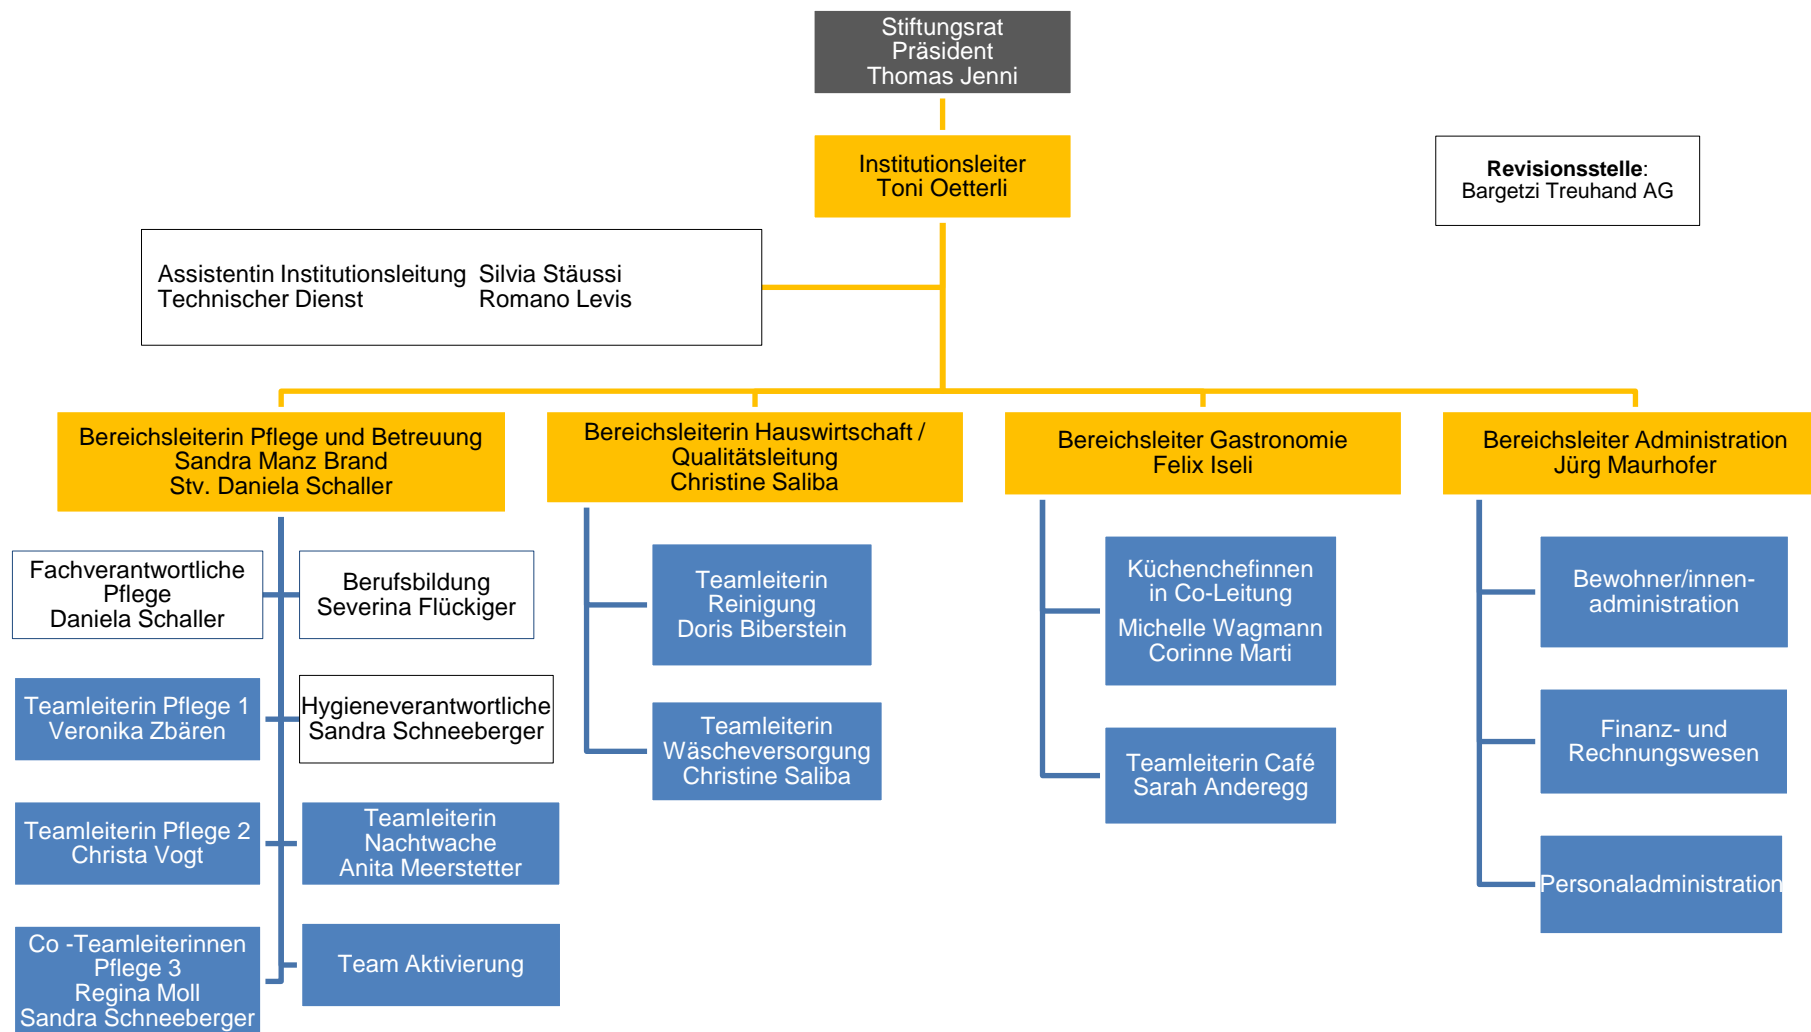 Stiftungsrat
Präsident
Thomas Jenni
Institutionsleiter
Toni Oetterli
Revisionsstelle:
Bargetzi Treuhand AG
Assistentin Institutionsleitung Silvia Stäussi
Technischer Dienst Romano Levis
Bereichsleiterin Pflege und Betreuung
Sandra Manz Brand
Stv. Daniela Schaller
Bereichsleiterin Hauswirtschaft /
Qualitätsleitung
Christine Saliba
Bereichsleiter Gastronomie
Felix Iseli
Bereichsleiter Administration
Jürg Maurhofer
Fachverantwortliche
Pflege
Daniela Schaller
Berufsbildung
Severina Flückiger
Teamleiterin Pflege 1
Veronika Zbären
Hygieneverantwortliche
Sandra Schneeberger
Teamleiterin Pflege 2
Christa Vogt
Teamleiterin
Nachtwache
Anita Meerstetter
Co -Teamleiterinnen
Pflege 3
Regina Moll
Sandra Schneeberger
Team Aktivierung
Teamleiterin
Reinigung
Doris Biberstein
Teamleiterin
Wäscheversorgung
Christine Saliba
Küchenchefinnen
in Co-Leitung
Michelle Wagmann
Corinne Marti
Teamleiterin Café
Sarah Anderegg
Bewohner/innen-
administration
Finanz- und
Rechnungswesen
Personaladministration